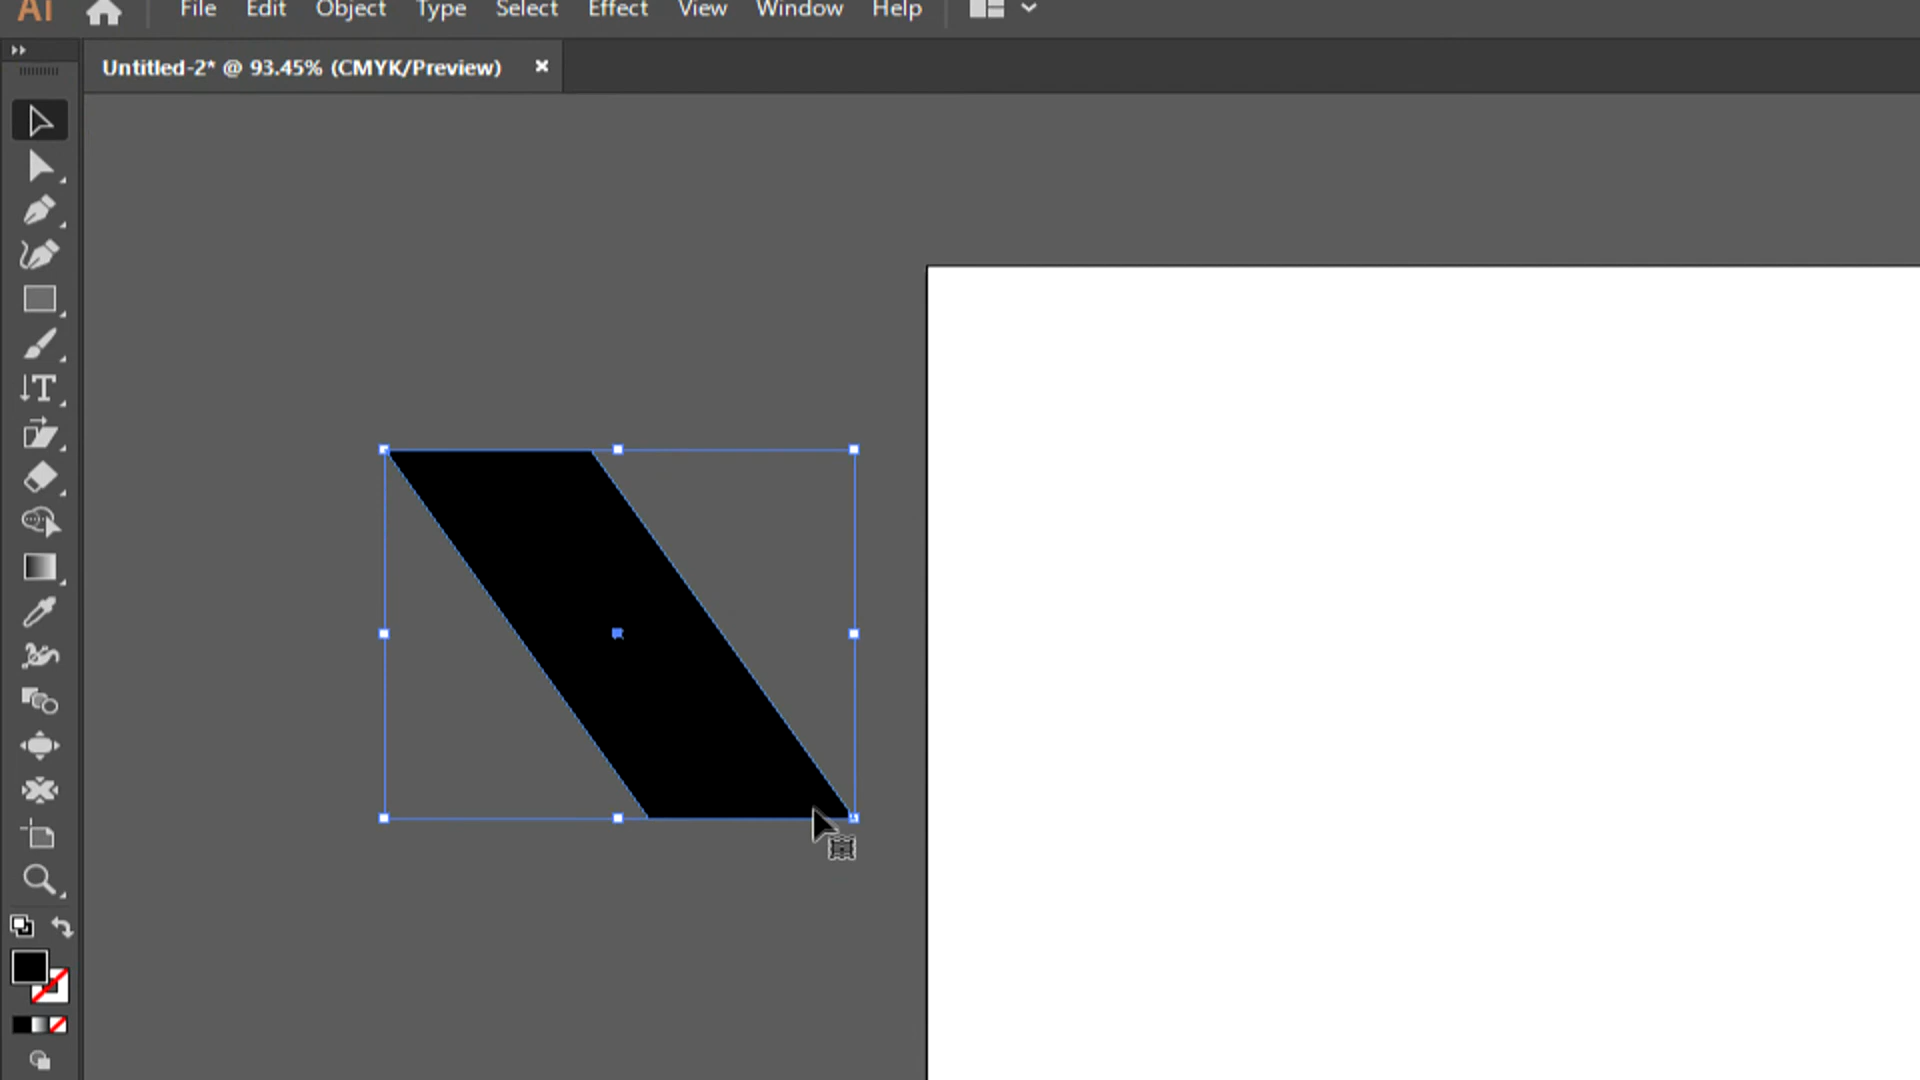 Ai File Edit Object Type Select Effect View Window Help
Untitled-2* @ 93.45% (CMYK/Preview) ×